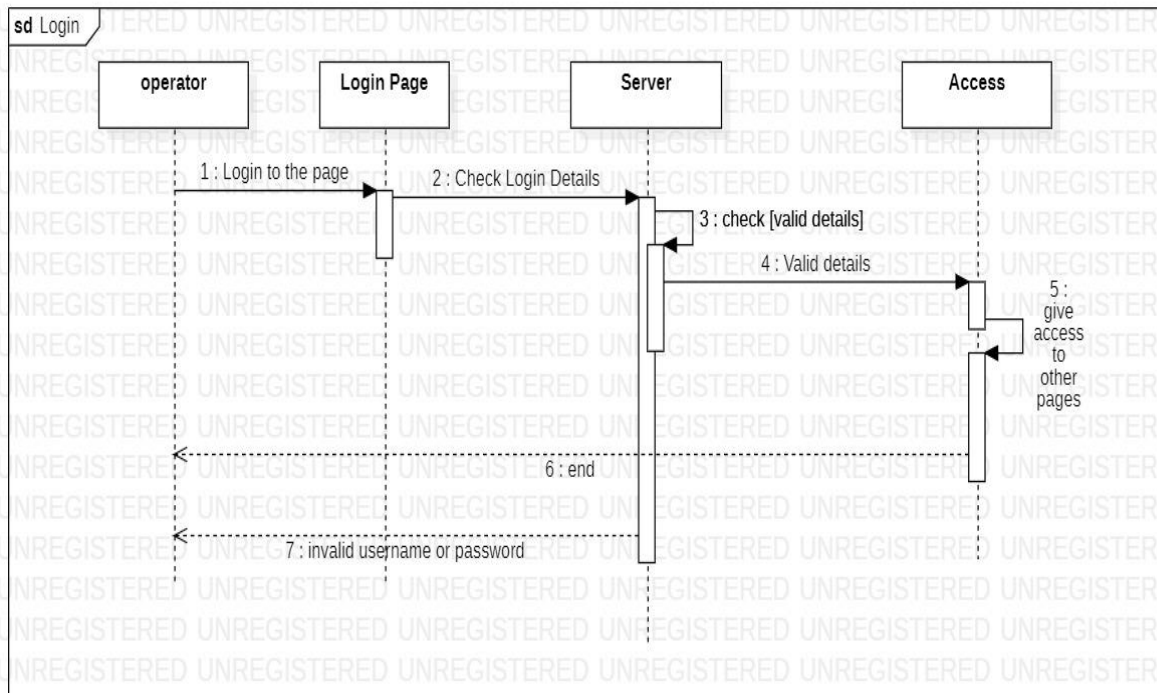 sd Login
operator
Login Page
Server
Access
1 : Login to the page
2 : Check Login Details
3 : check [valid details]
4 : Valid details
5 :
give
access
to
other
pages
6 : end
7 : invalid username or password
UNREGISTERED UNREGISTERED UNREGISTERED UNREGISTERED UNREGISTERED UNREGISTER